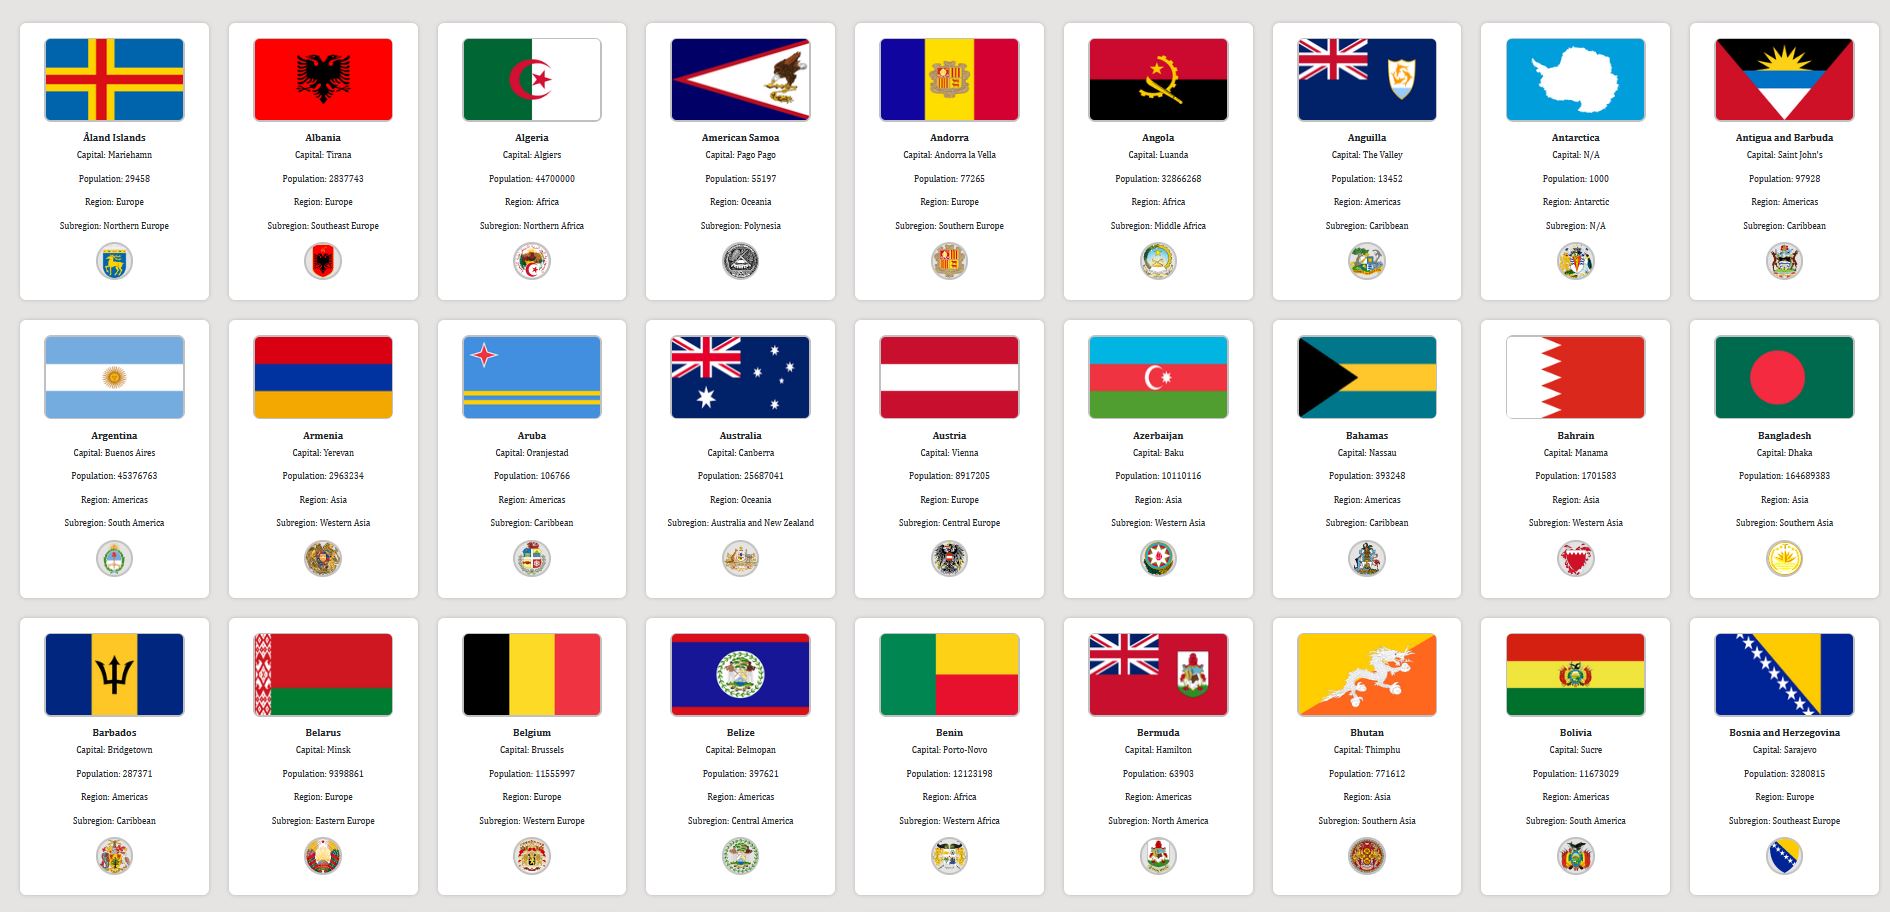 Åland Islands
Capital: Mariehamn
Population: 29458
Region: Europe
Subregion: Northern Europe
Albania
Capital: Tirana
Population: 2837743
Region: Europe
Subregion: Southeast Europe
Algeria
Capital: Algiers
Population: 44700000
Region: Africa
Subregion: Northern Africa
American Samoa
Capital: Pago Pago
Population: 55197
Region: Oceania
Subregion: Polynesia
Andorra
Capital: Andorra la Vella
Population: 77265
Region: Europe
Subregion: Southern Europe
Angola
Capital: Luanda
Population: 32866268
Region: Africa
Subregion: Middle Africa
Anguilla
Capital: The Valley
Population: 13452
Region: Americas
Subregion: Caribbean
Antarctica
Capital: N/A
Population: 1000
Region: Antarctic
Subregion: N/A
Antigua and Barbuda
Capital: Saint John's
Population: 97928
Region: Americas
Subregion: Caribbean
Argentina
Capital: Buenos Aires
Population: 45376763
Region: Americas
Subregion: South America
Armenia
Capital: Yerevan
Population: 2963234
Region: Asia
Subregion: Western Asia
Aruba
Capital: Oranjestad
Population: 106766
Region: Americas
Subregion: Caribbean
Australia
Capital: Canberra
Population: 25687041
Region: Oceania
Subregion: Australia and New Zealand
Austria
Capital: Vienna
Population: 8917205
Region: Europe
Subregion: Central Europe
Azerbaijan
Capital: Baku
Population: 10110116
Region: Asia
Subregion: Western Asia
Bahamas
Capital: Nassau
Population: 393248
Region: Americas
Subregion: Caribbean
Bahrain
Capital: Manama
Population: 1701583
Region: Asia
Subregion: Western Asia
Bangladesh
Capital: Dhaka
Population: 164689383
Region: Asia
Subregion: Southern Asia
Barbados
Capital: Bridgetown
Population: 287371
Region: Americas
Subregion: Caribbean
Belarus
Capital: Minsk
Population: 9398861
Region: Europe
Subregion: Eastern Europe
Belgium
Capital: Brussels
Population: 11555997
Region: Europe
Subregion: Western Europe
Belize
Capital: Belmopan
Population: 397621
Region: Americas
Subregion: Central America
Benin
Capital: Porto-Novo
Population: 12123198
Region: Africa
Subregion: Western Africa
Bermuda
Capital: Hamilton
Population: 63903
Region: Americas
Subregion: North America
Bhutan
Capital: Thimphu
Population: 771612
Region: Asia
Subregion: Southern Asia
Bolivia
Capital: Sucre
Population: 11673029
Region: Americas
Subregion: South America
Bosnia and Herzegovina
Capital: Sarajevo
Population: 3280815
Region: Europe
Subregion: Southeast Europe